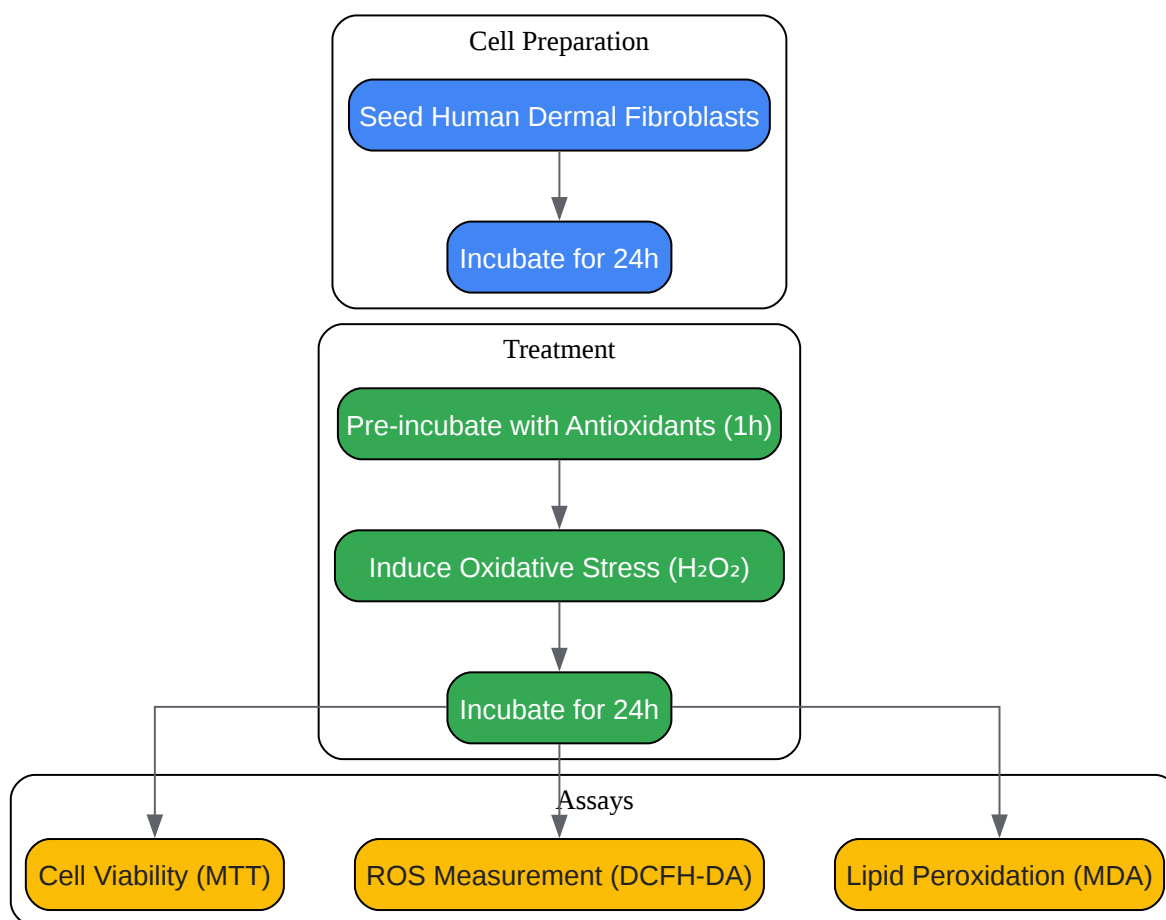 Cell Preparation
Seed Human Dermal Fibroblasts
Incubate for 24h
Treatment
Pre-incubate with Antioxidants (1h)
Induce Oxidative Stress (H₂O₂)
Incubate for 24h
Assays
Cell Viability (MTT)
ROS Measurement (DCFH-DA)
Lipid Peroxidation (MDA)